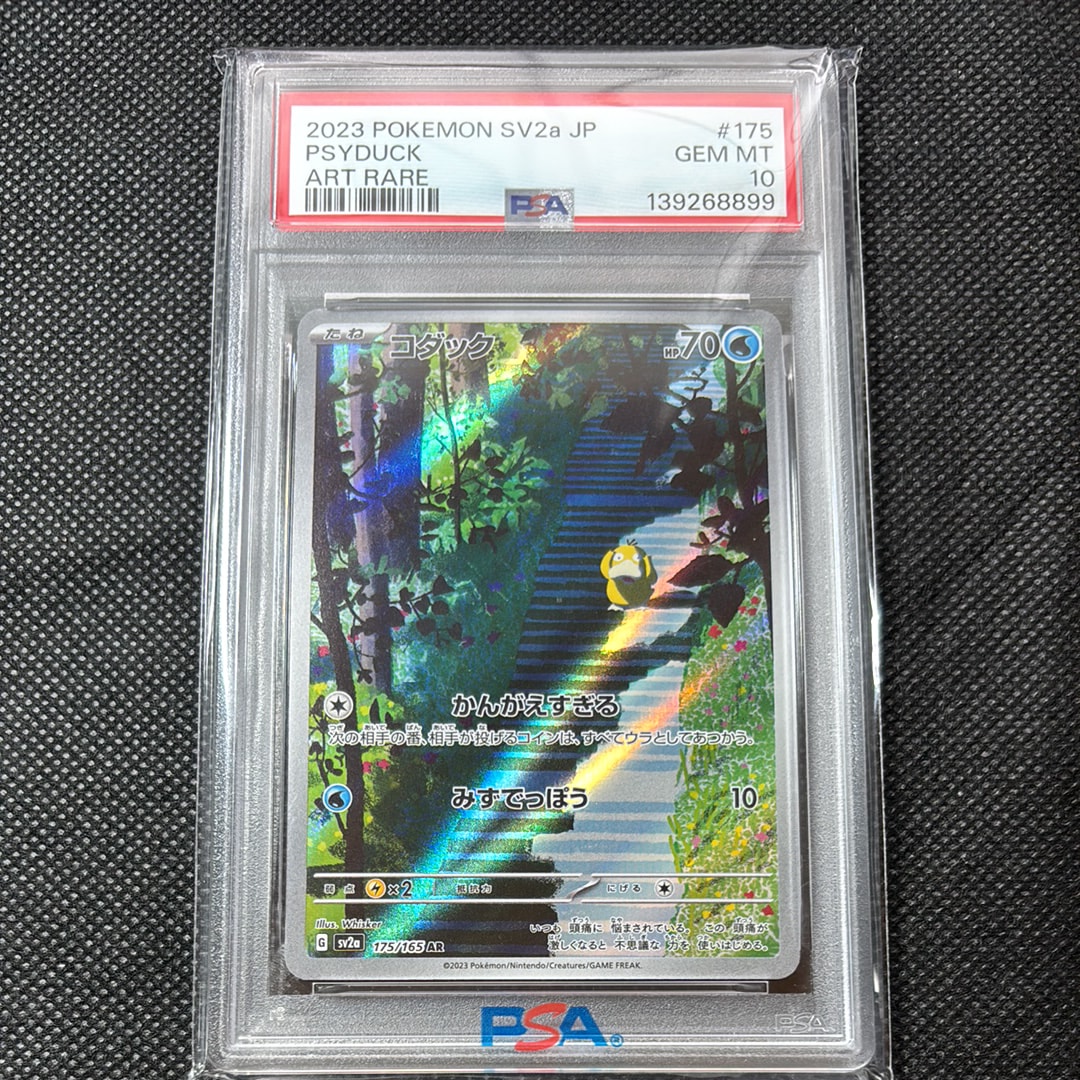 2023 POKEMON SV2a JP #175
PSYDUCK GEM MT
ART RARE 10
PSA 139268899
たね コダック HP70
かんがえすぎる
次の相手の番、相手が投げるコインは、すべてウラとしてあつかう。
みずでっぽう 10
弱点 ×2 抵抗力 にげる
Illus. Whisker
いつも 頭痛に 悩まされている。この 頭痛が
激しくなると 不思議な 力を 使いはじめる。
G sv2a 175/165 AR
©2023 Pokémon/Nintendo/Creatures/GAME FREAK.
PSA®
PSA